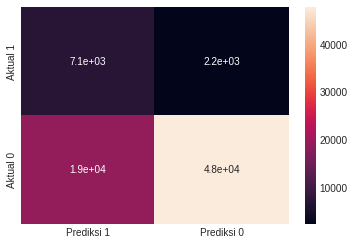 Aktual 1
7.1e+03
2.2e+03
Aktual 0
1.9e+04
4.8e+04
Prediksi 1
Prediksi 0
40000
30000
20000
10000